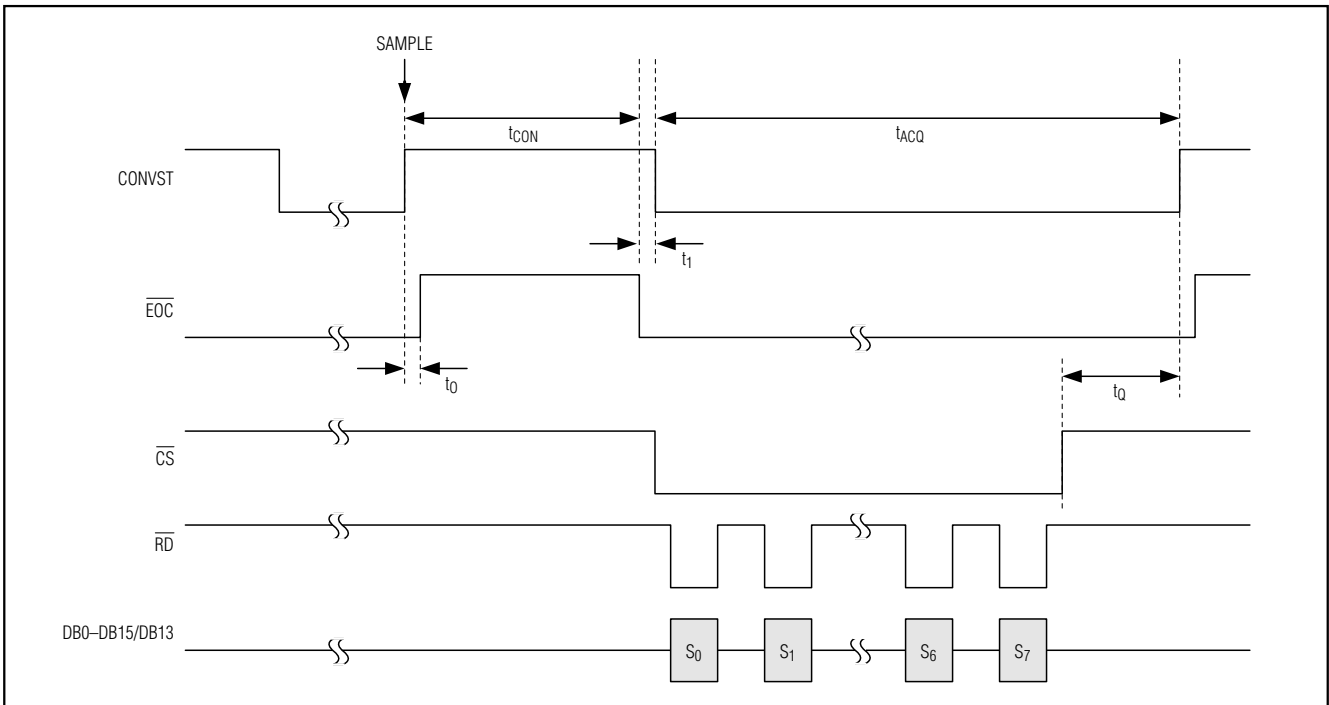 SAMPLE
tCON
tACQ
CONVST
t1
EOC
t0
tQ
CS
RD
DB0–DB15/DB13
S0
S1
S6
S7